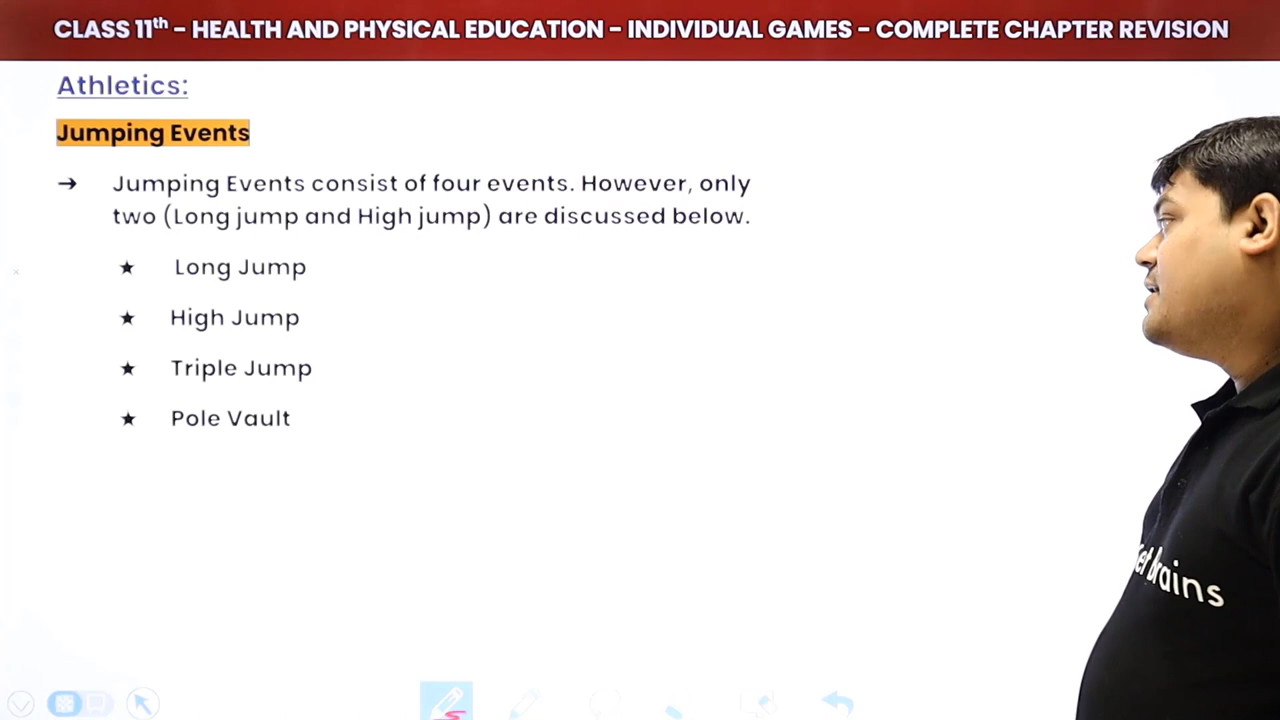 CLASS 11th – HEALTH AND PHYSICAL EDUCATION – INDIVIDUAL GAMES – COMPLETE CHAPTER REVISION
Athletics:
Jumping Events
→ Jumping Events consist of four events. However, only
two (Long jump and High jump) are discussed below.
★ Long Jump
★ High Jump
★ Triple Jump
★ Pole Vault